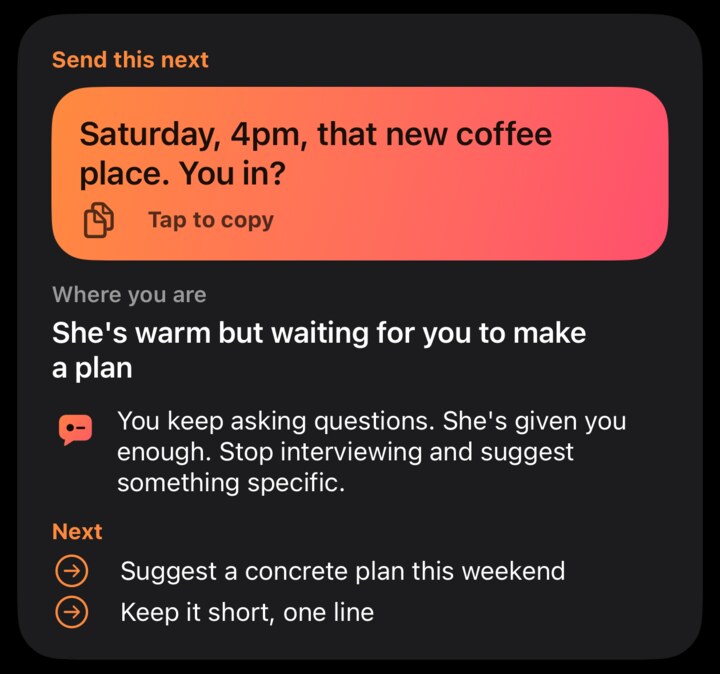 Send this next
Saturday, 4pm, that new coffee
place. You in?
Tap to copy
Where you are
She's warm but waiting for you to make
a plan
You keep asking questions. She's given you
enough. Stop interviewing and suggest
something specific.
Next
Suggest a concrete plan this weekend
Keep it short, one line